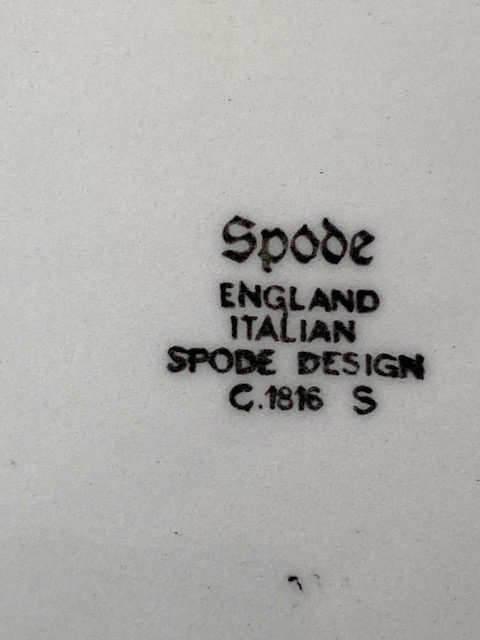 Spode
ENGLAND
ITALIAN
SPODE DESIGN
C.1816 S